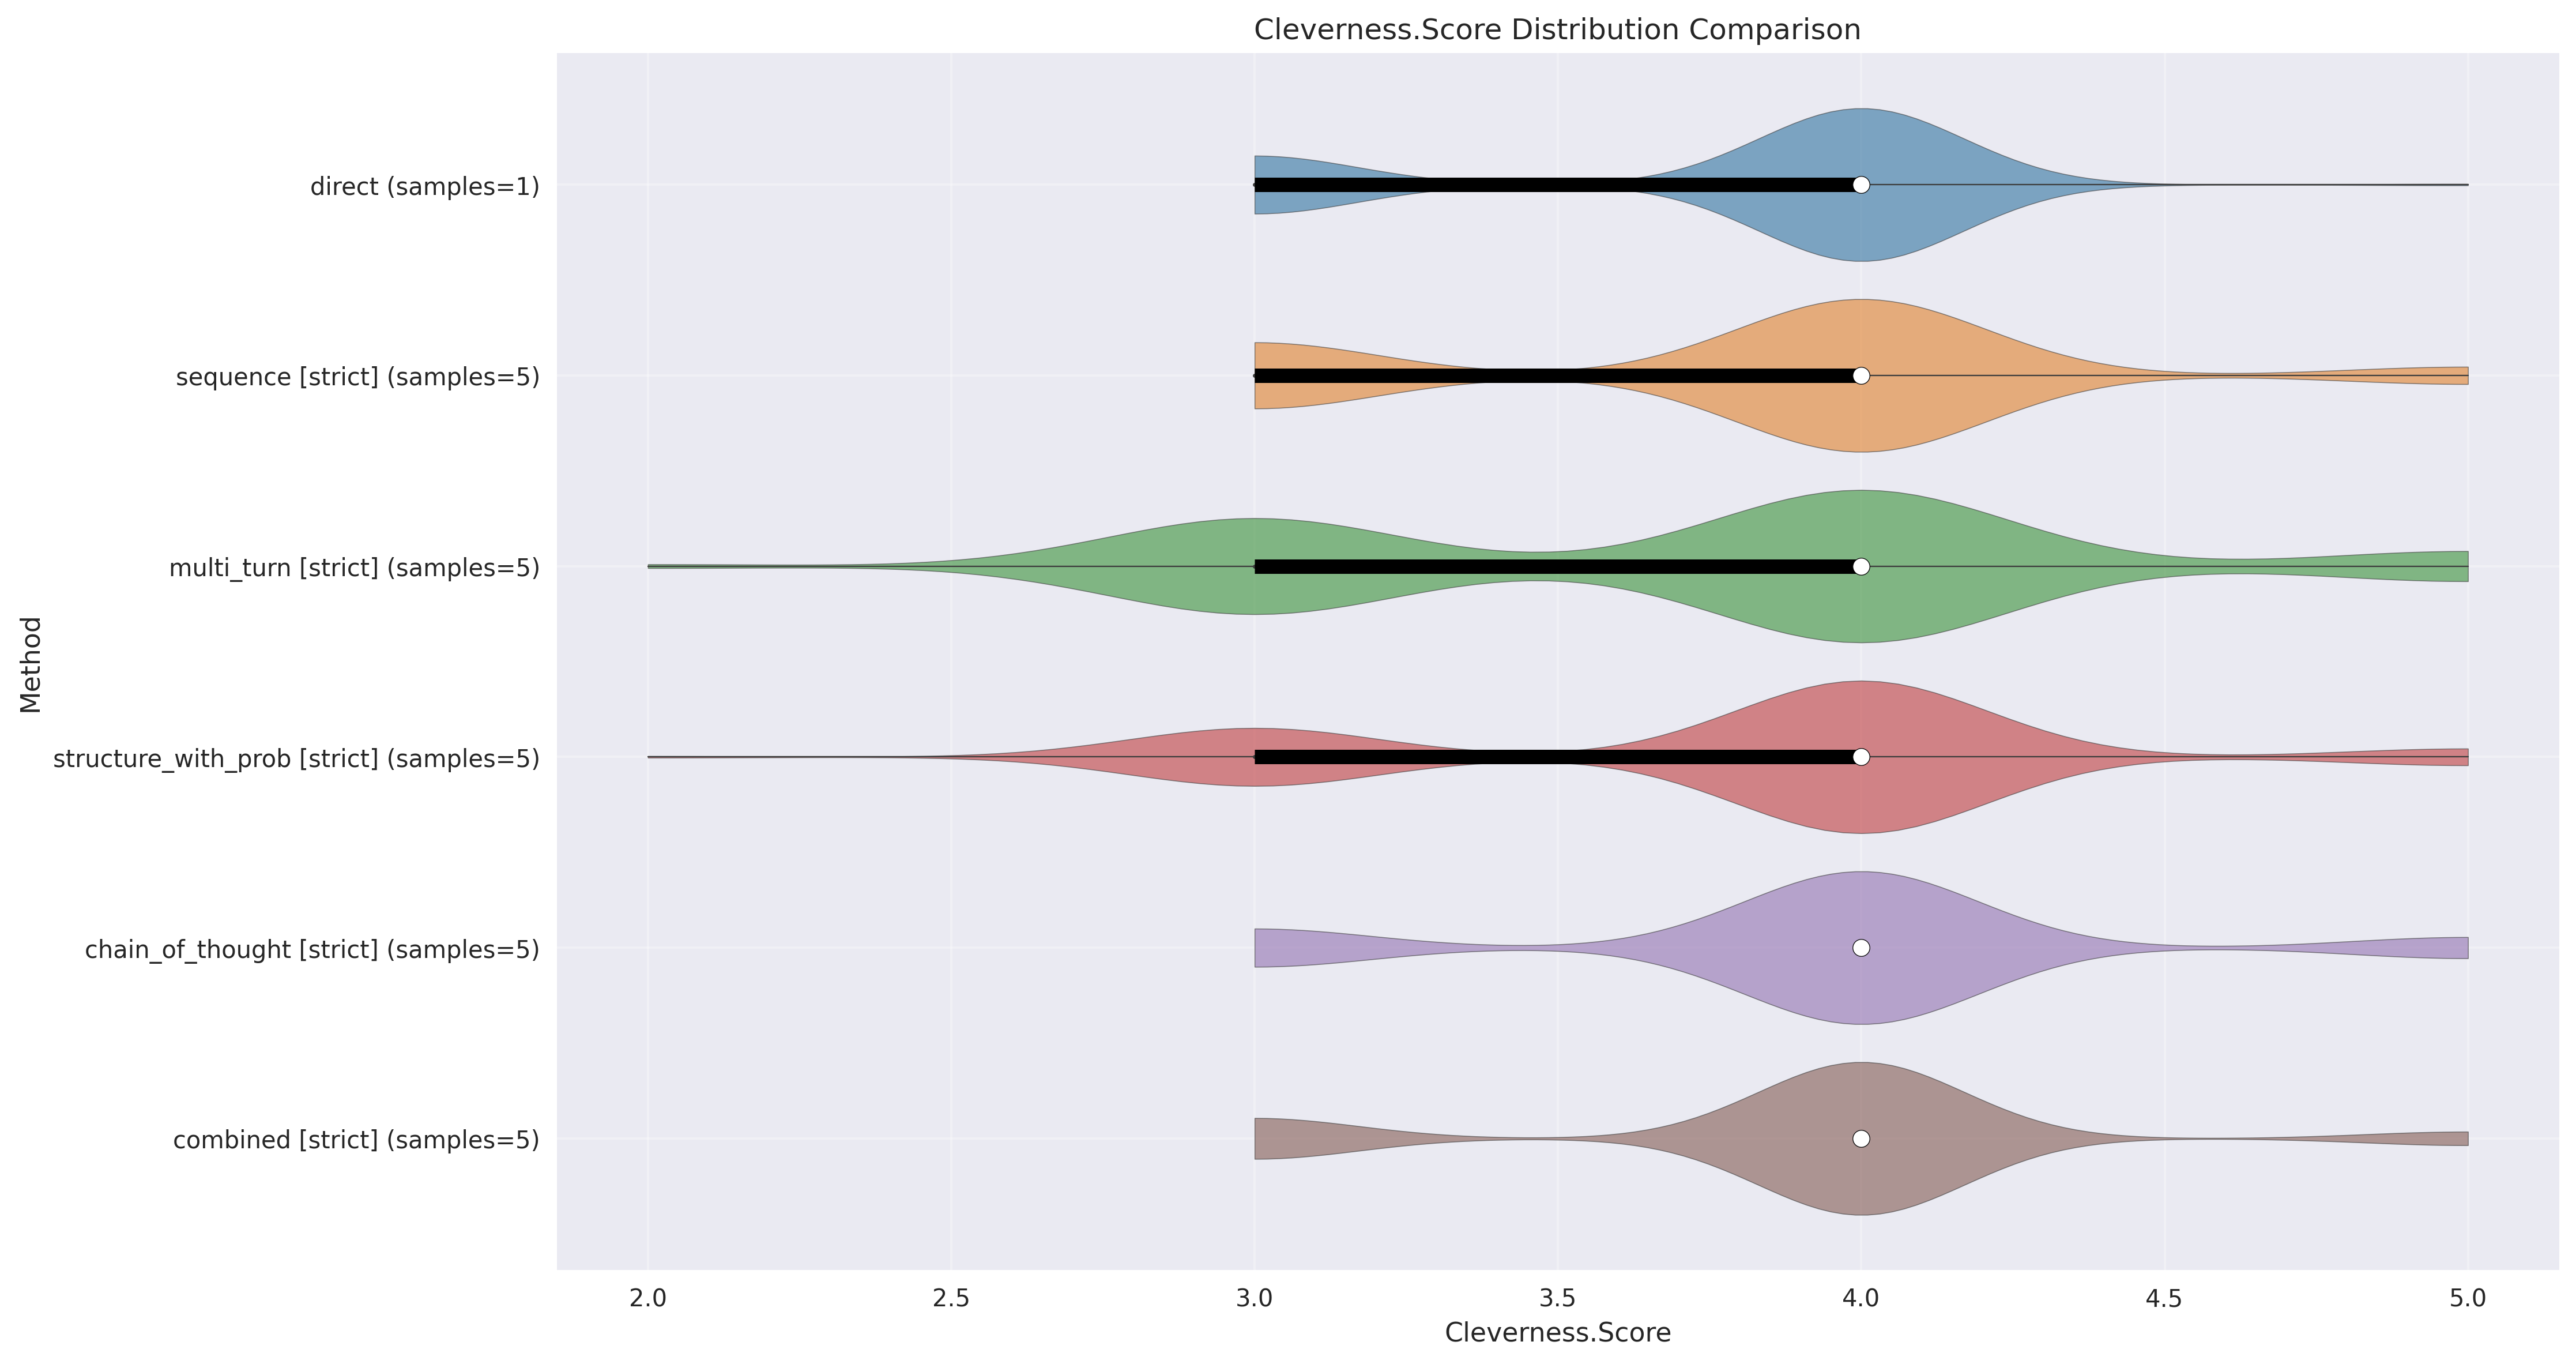 Cleverness.Score Distribution Comparison
Method
direct (samples=1)
sequence [strict] (samples=5)
multi_turn [strict] (samples=5)
structure_with_prob [strict] (samples=5)
chain_of_thought [strict] (samples=5)
combined [strict] (samples=5)
2.0 2.5 3.0 3.5 4.0 4.5 5.0
Cleverness.Score